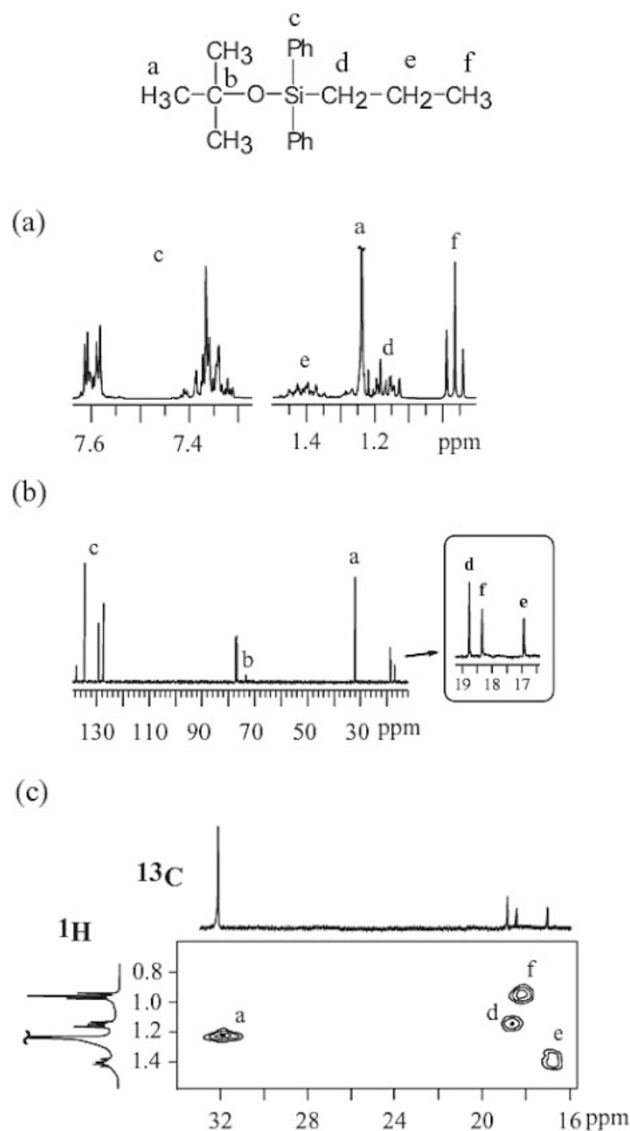 c
Ph
CH3
a
b
d
e
f
H3C–C–O–Si–CH2–CH2–CH3
CH3
Ph
(a)
c
e
a
d
f
7.6
7.4
1.4
1.2
ppm
(b)
c
b
a
d
f
e
19
18
17
130
110
90
70
50
30
ppm
(c)
13C
1H
0.8
1.0
1.2
1.4
a
f
d
e
32
28
24
20
16
ppm